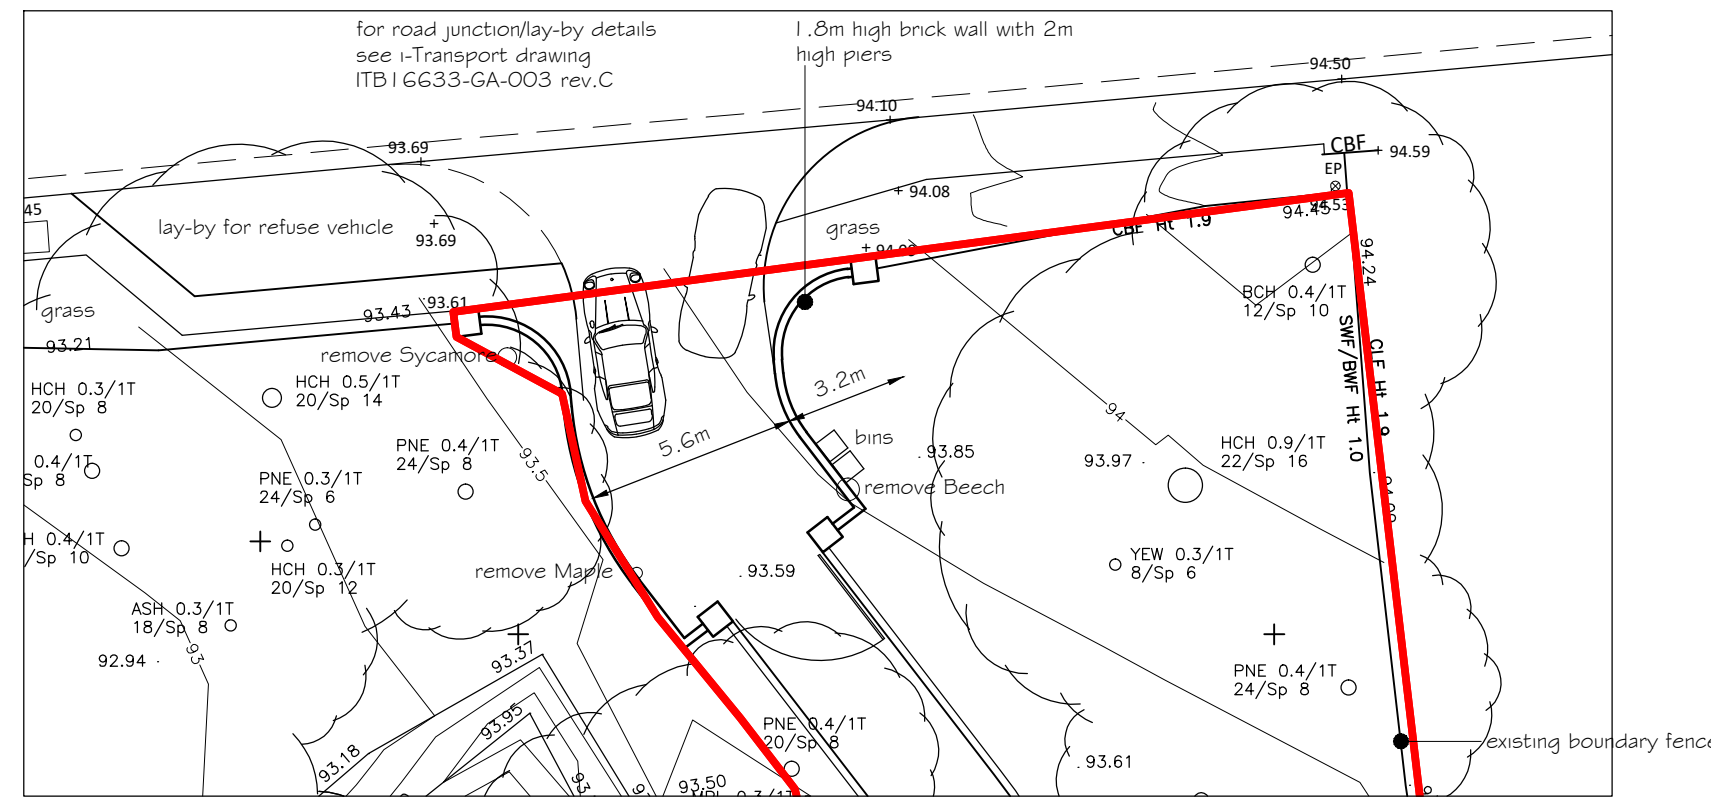 for road junction/lay-by details
see i-Transport drawing
ITB16633-GA-003 rev.C
1.8m high brick wall with 2m
high piers
94.50
94.10
93.69
CBF
94.59
EP
94.53
94.45
94.08
45
lay-by for refuse vehicle
93.69
grass
CBF Ht 1.9
94.24
grass
93.61
93.43
93.21
BCH 0.4/1T
12/Sp 10
remove Sycamore
SWF/BWF Ht 1.0
CLF Ht 1.9
HCH 0.3/1T
20/Sp 8
HCH 0.5/1T
20/Sp 14
3.2m
94
5.6m
bins
PNE 0.4/1T
24/Sp 8
93.5
93.85
93.97
HCH 0.9/1T
22/Sp 16
0.4/1T
Sp 8
PNE 0.3/1T
24/Sp 6
remove Beech
H 0.4/1T
/Sp 10
HCH 0.3/1T
20/Sp 12
remove Maple
93.59
YEW 0.3/1T
8/Sp 6
ASH 0.3/1T
18/Sp 8
93
92.94
93.37
PNE 0.4/1T
24/Sp 8
93.95
PNE 0.4/1T
20/Sp 8
existing boundary fence
93.18
93.50
93.61